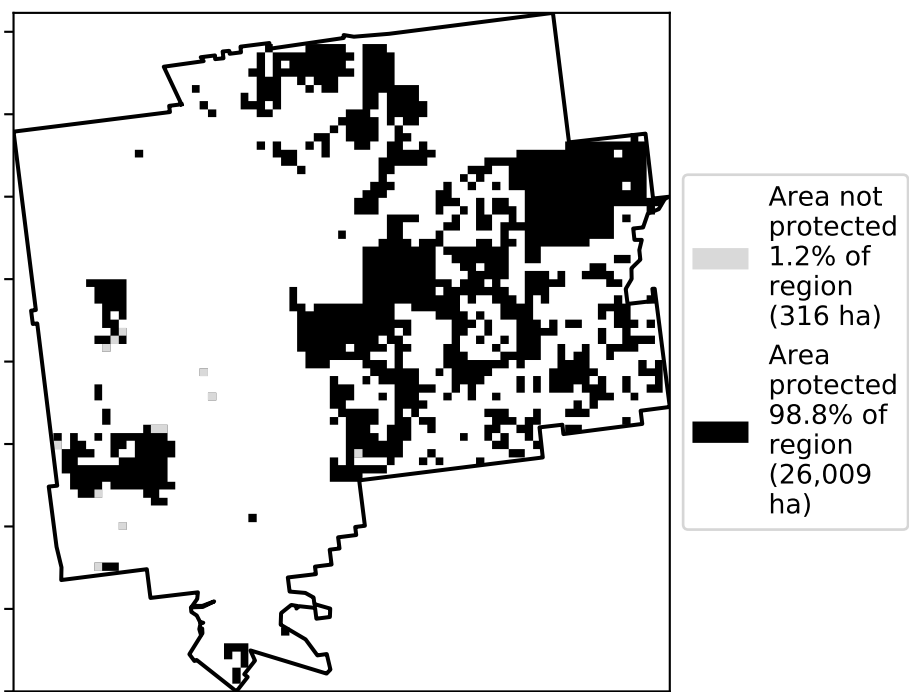 Area not
protected
1.2% of
region
(316 ha)
Area
protected
98.8% of
region
(26,009
ha)